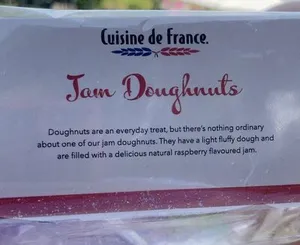 Cuisine de France.
Jam Doughnuts
Doughnuts are an everyday treat, but there's nothing ordinary
about one of our jam doughnuts. They have a light fluffy dough and
are filled with a delicious natural raspberry flavoured jam.